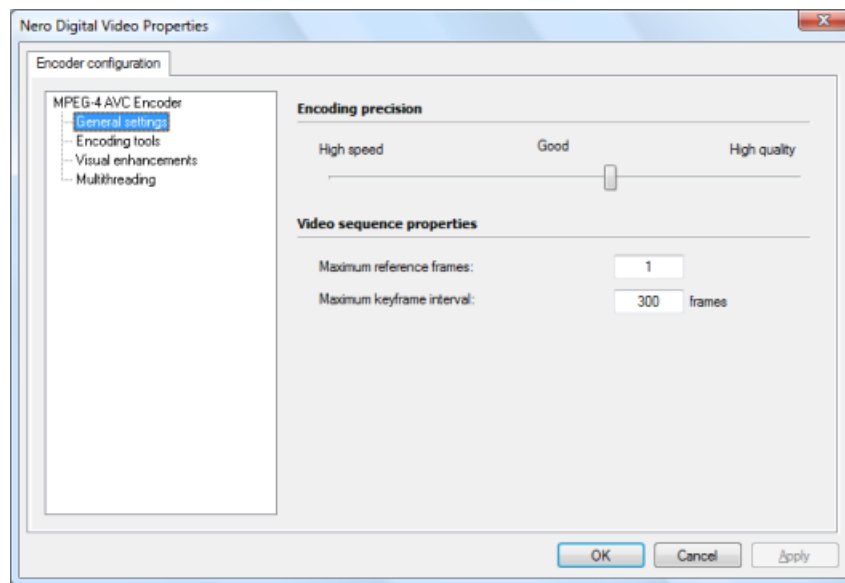 Nero Digital Video Properties
Encoder configuration
MPEG-4 AVC Encoder
General settings
Encoding tools
Visual enhancements
Multithreading
Encoding precision
High speed Good High quality
Video sequence properties
Maximum reference frames: 1
Maximum keyframe interval: 300 frames
OK Cancel Apply